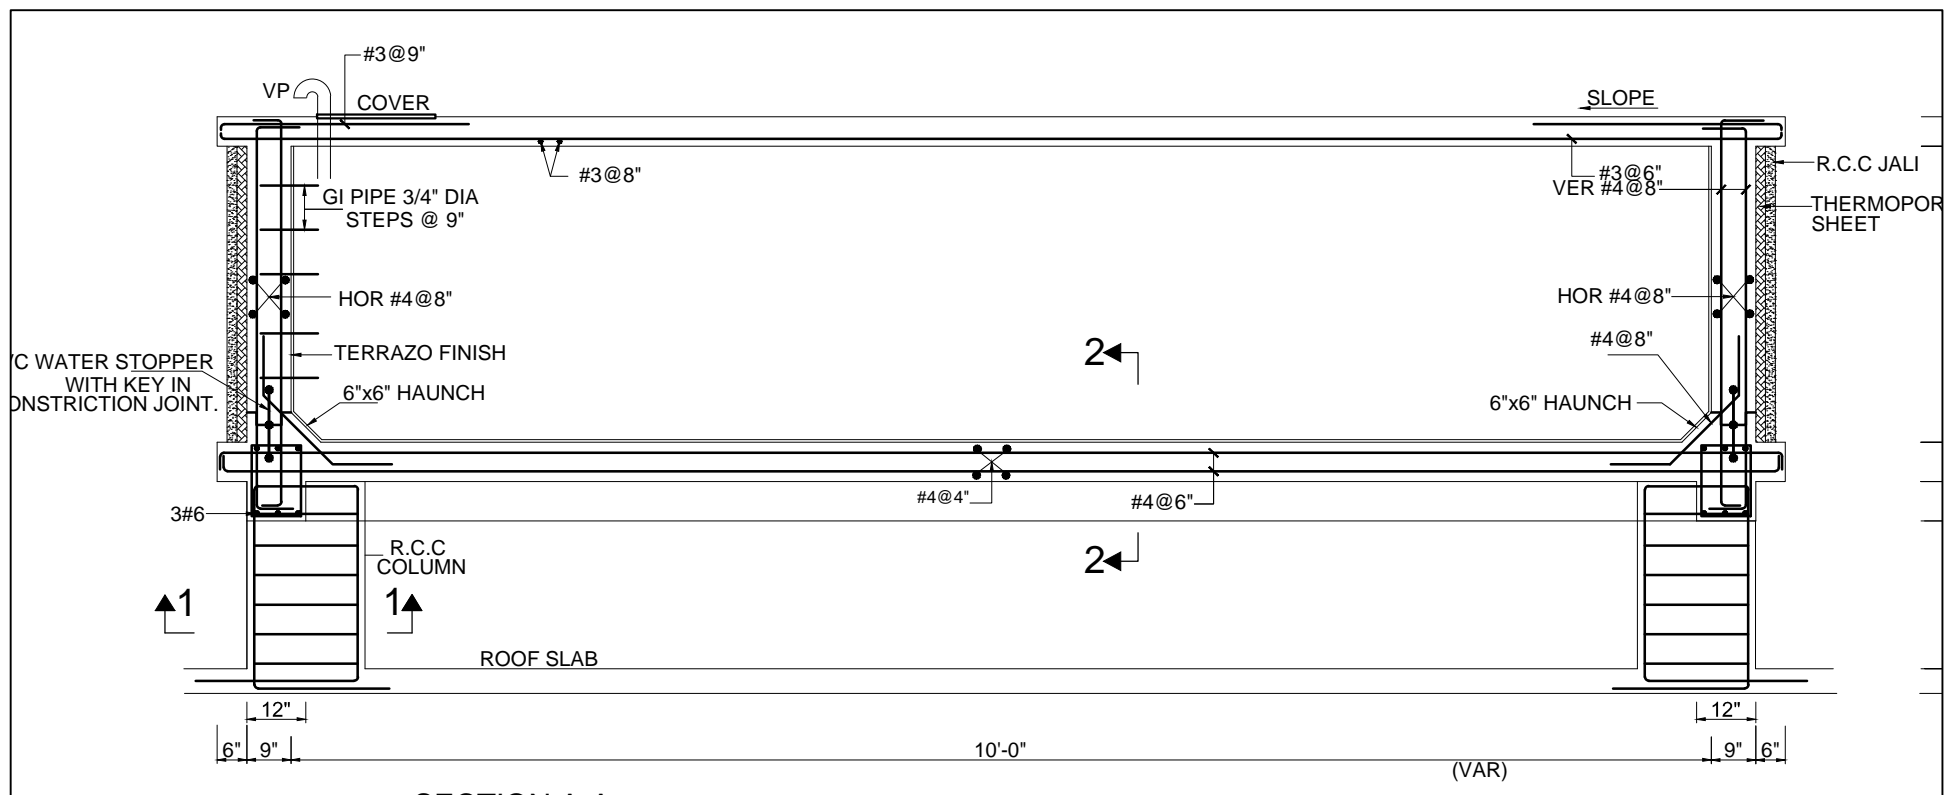 #3@9"
VP
COVER
SLOPE
#3@8"
#3@6"
VER #4@8"
R.C.C JALI
GI PIPE 3/4" DIA
STEPS @ 9"
THERMOPOR
SHEET
HOR #4@8"
HOR #4@8"
#4@8"
TERRAZO FINISH
2
/C WATER STOPPER
WITH KEY IN
ONSTRICTION JOINT.
6"x6" HAUNCH
6"x6" HAUNCH
#4@4"
#4@6"
3#6
R.C.C
COLUMN
2
1
1
ROOF SLAB
12"
12"
6"
9"
10'-0"
9"
6"
(VAR)